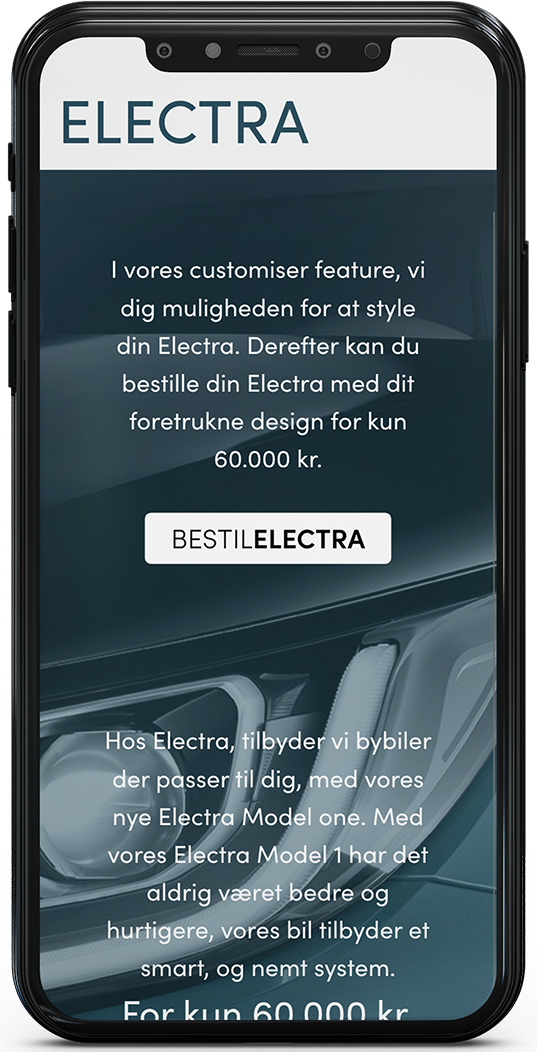 ELECTRA
I vores customiser feature, vi
dig muligheden for at style
din Electra. Derefter kan du
bestille din Electra med dit
foretrukne design for kun
60.000 kr.
BESTILELECTRA
Hos Electra, tilbyder vi bybiler
der passer til dig, med vores
nye Electra Model one. Med
vores Electra Model 1 har det
aldrig været bedre og
hurtigere, vores bil tilbyder et
smart, og nemt system.
For kun 60.000 kr.